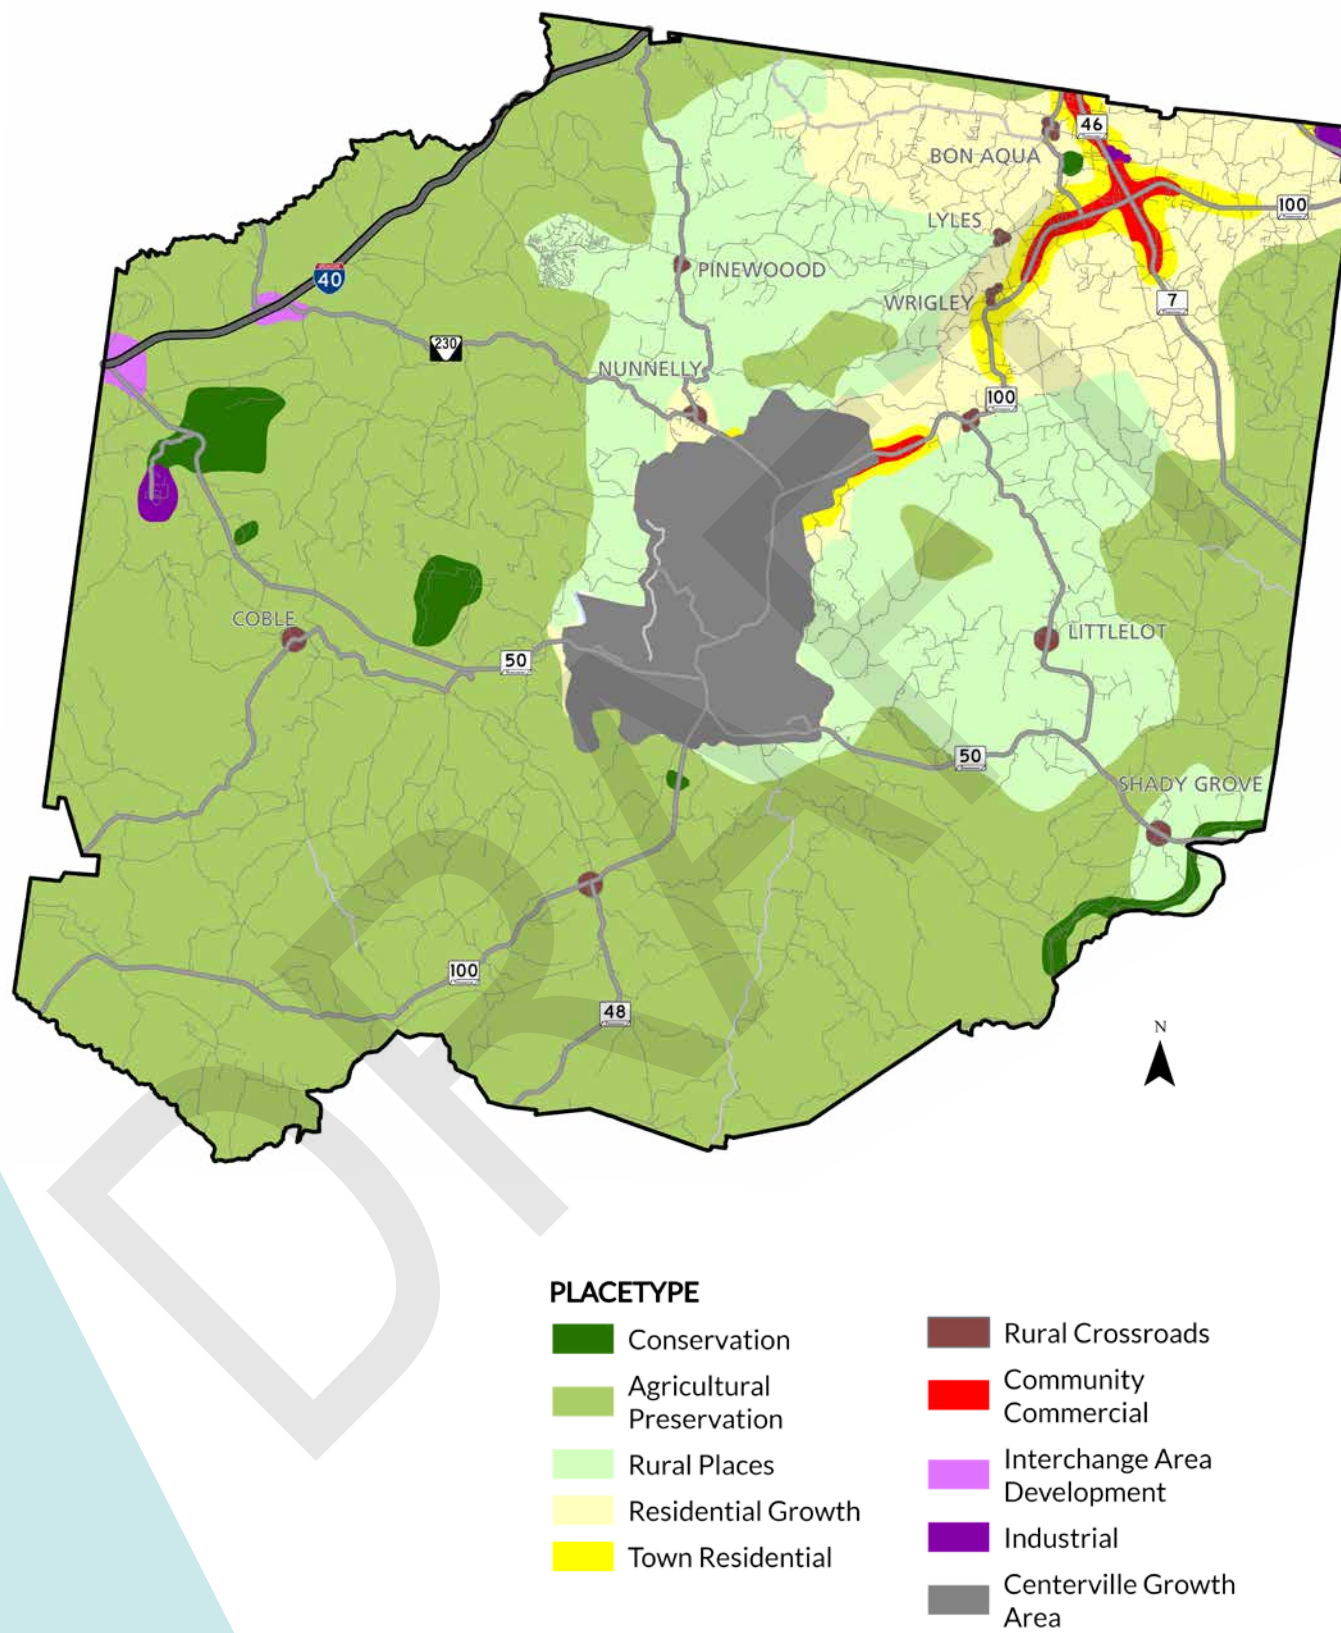 46
BON AQUA
100
LYLES
PINEWOOOD
40
WRIGLEY
7
230
NUNNELLY
100
COBLE
LITTLELOT
50
50
SHADY GROVE
100
48
N
DRAFT
PLACETYPE
Conservation
Agricultural
Preservation
Rural Places
Residential Growth
Town Residential
Rural Crossroads
Community
Commercial
Interchange Area
Development
Industrial
Centerville Growth
Area